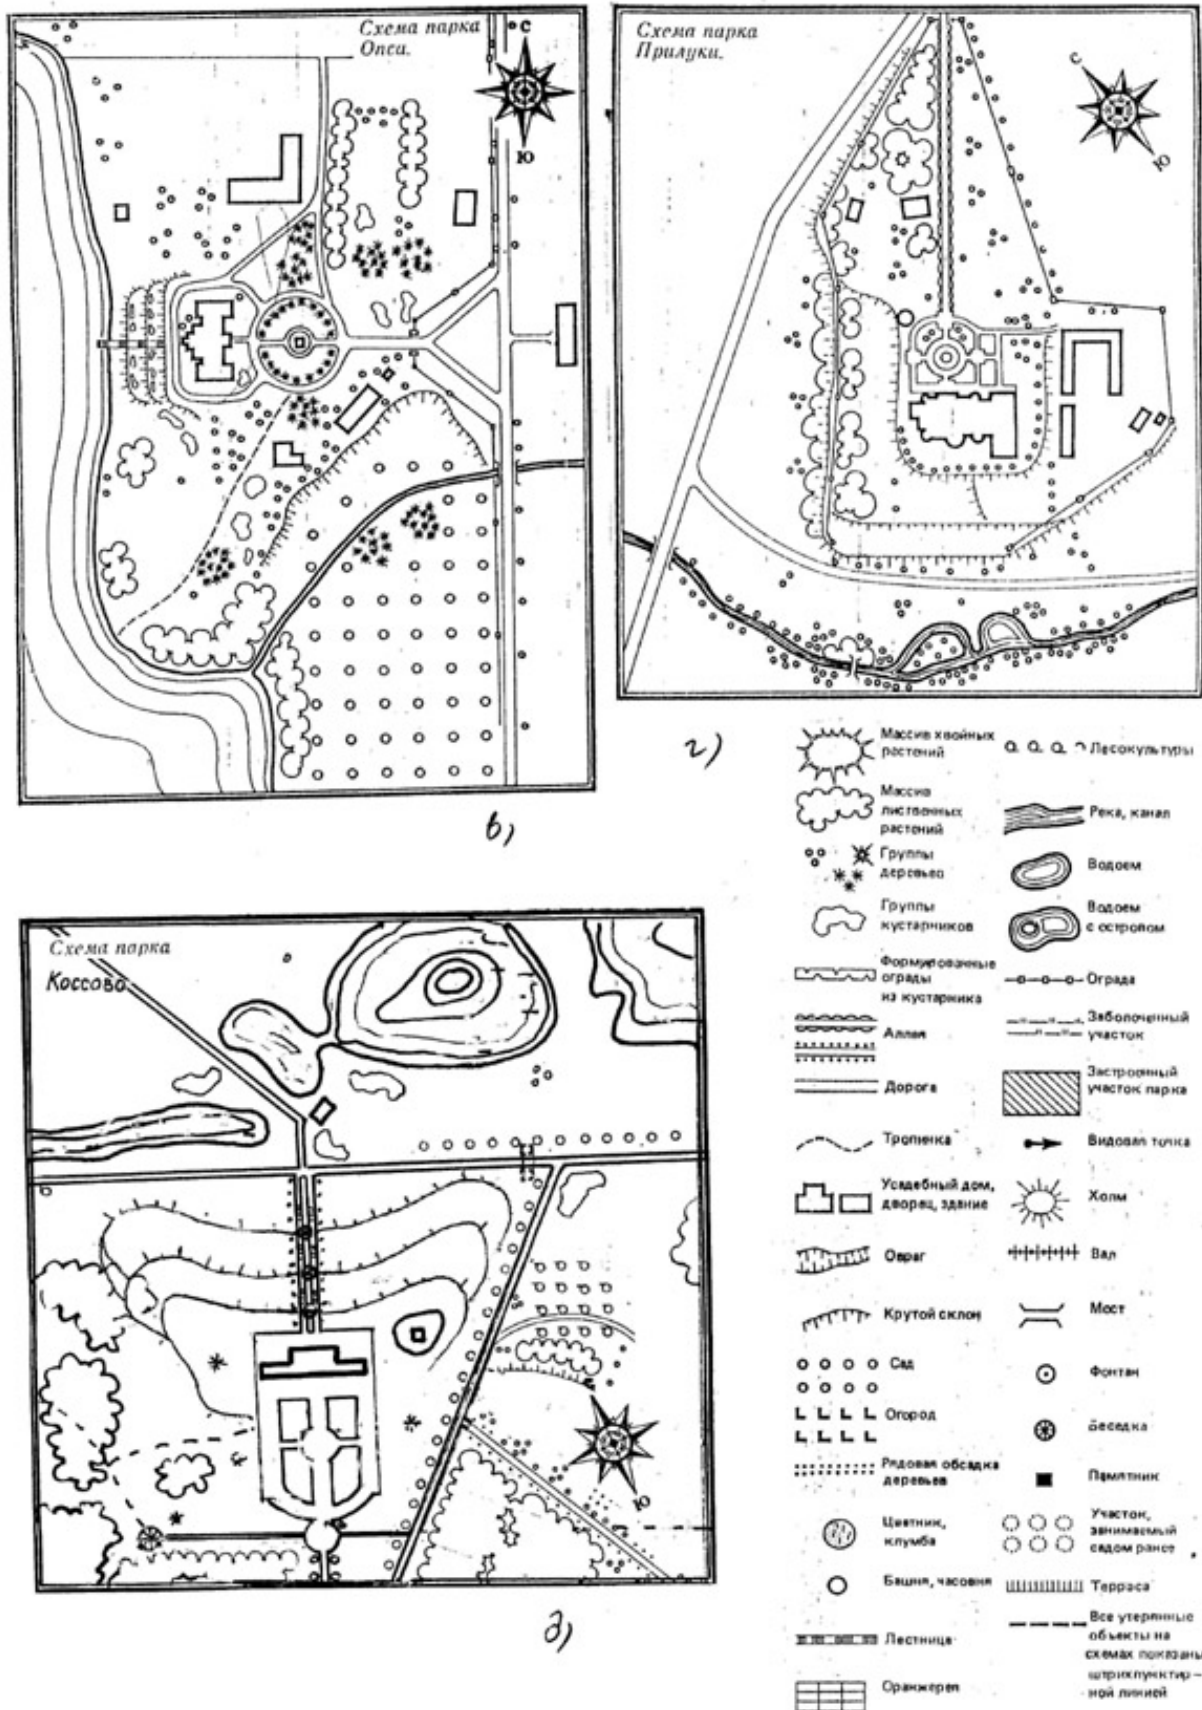 Схема парка
Опса.
С
Ю
в)
Схема парка
Прилуки.
С
Ю
г)
Схема парка
Коссово
Ю
д)
Массив хвойных
растений
Массив
лиственных
растений
Группы
деревьев
Группы
кустарников
Формированные
ограды
из кустарника
Аллея
Дорога
Тропинка
Усадебный дом,
дворец, здание
Овраг
Крутой склон
Сад
Огород
Рядовая обсадка
деревьев
Цветник,
клумба
Башня, часовня
Лестница
Оранжерея
Лесокультуры
Река, канал
Водоем
Водоем
с островом
Ограда
Заболоченный
участок
Застроенный
участок парка
Видовая точка
Холм
Вал
Мост
Фонтан
Беседка
Памятник
Участок,
занимаемый
садом ранее
Терраса
Все утерянные
объекты на
схемах показаны
штрихпунктир-
ной линией